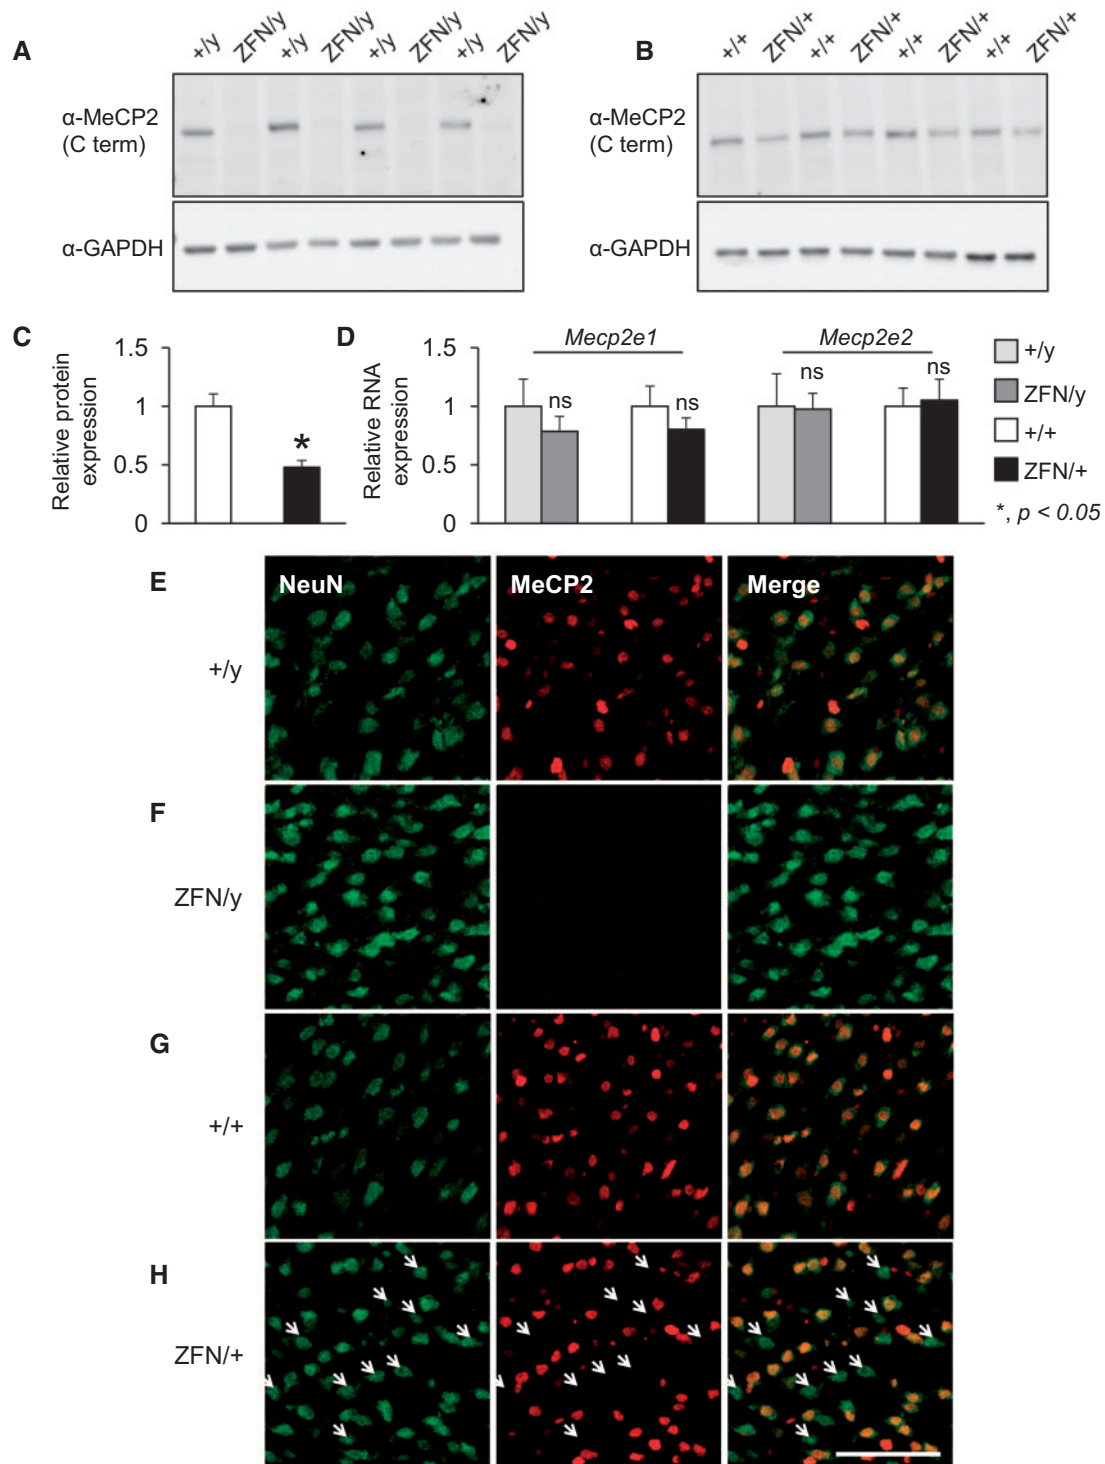 A
+/y ZFN/y +/y ZFN/y +/y ZFN/y +/y ZFN/y
α-MeCP2
(C term)
α-GAPDH
B
+/+ ZFN/+ +/+ ZFN/+ +/+ ZFN/+ +/+ ZFN/+
α-MeCP2
(C term)
α-GAPDH
C
Relative protein
expression
1.5
1
0.5
0
*
D
Relative RNA
expression
1.5
1
0.5
0
Mecp2e1
Mecp2e2
ns
ns
ns
ns
+/y
ZFN/y
+/+
ZFN/+
*, p < 0.05
E
NeuN
MeCP2
Merge
+/y
F
ZFN/y
G
+/+
H
ZFN/+